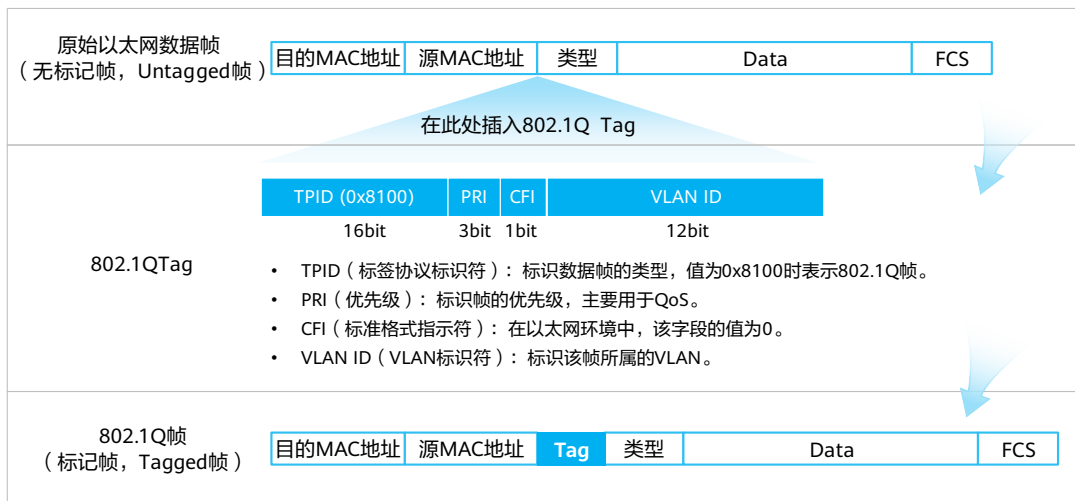 原始以太网数据帧
（无标记帧，Untagged帧）
目的MAC地址 源MAC地址 类型 Data FCS
在此处插入802.1Q Tag
TPID (0x8100) PRI CFI VLAN ID
16bit 3bit 1bit 12bit
802.1QTag
• TPID（标签协议标识符）：标识数据帧的类型，值为0x8100时表示802.1Q帧。
• PRI（优先级）：标识帧的优先级，主要用于QoS。
• CFI（标准格式指示符）：在以太网环境中，该字段的值为0。
• VLAN ID（VLAN标识符）：标识该帧所属的VLAN。
802.1Q帧
（标记帧，Tagged帧）
目的MAC地址 源MAC地址 Tag 类型 Data FCS